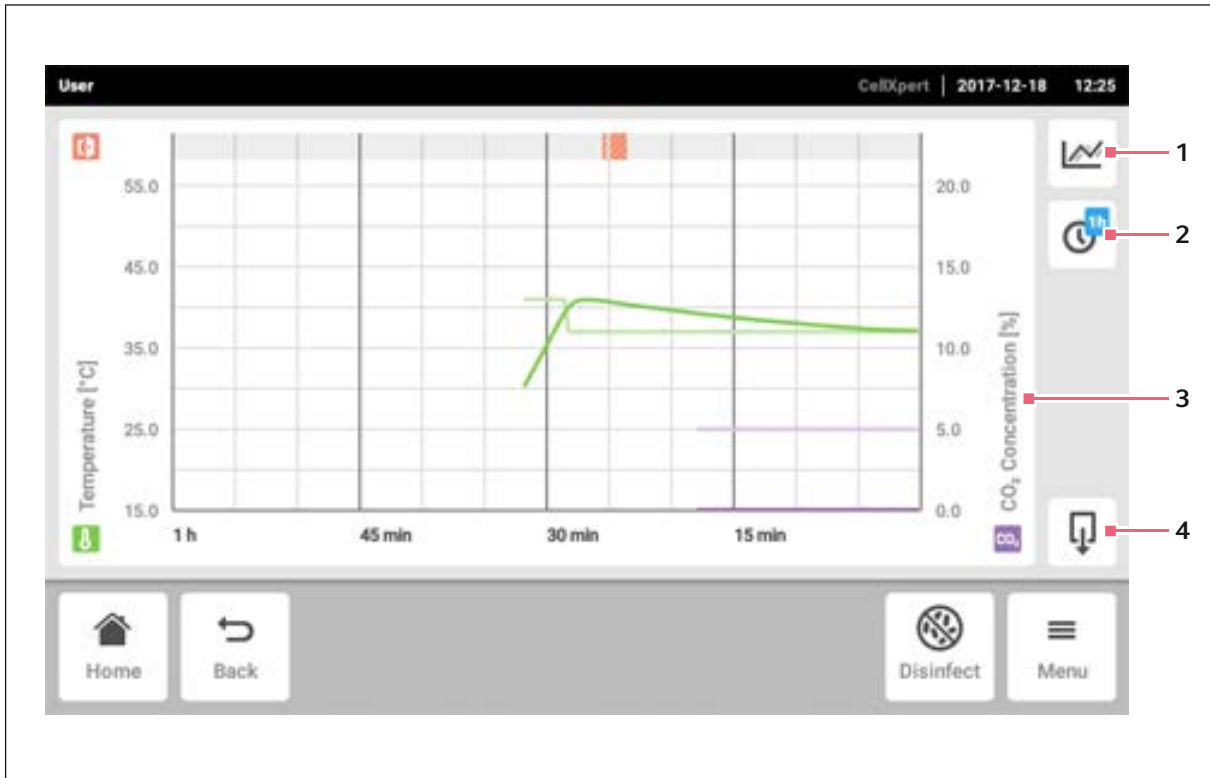 User
CellXpert | 2017-12-18 12:25
1
55.0
20.0
1h
2
45.0
15.0
35.0
10.0
Temperature [°C]
CO₂ Concentration [%]
3
25.0
5.0
15.0
0.0
1 h
45 min
30 min
15 min
CO₂
4
Home
Back
Disinfect
Menu